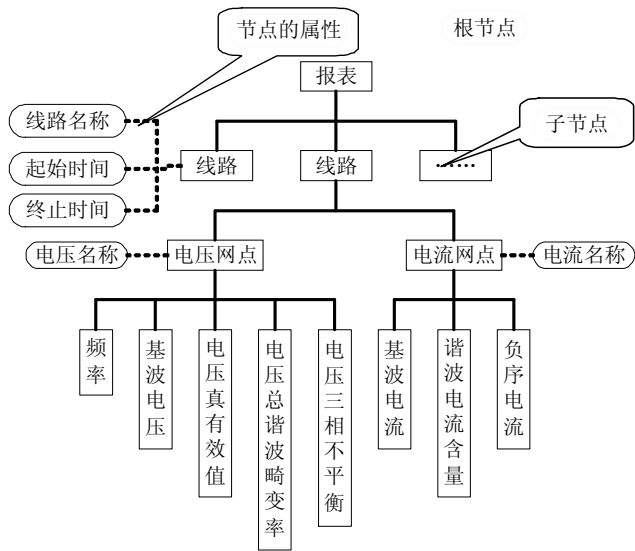 节点的属性
根节点
报表
线路名称
子节点
起始时间
线路
线路
……
终止时间
电压名称
电压网点
电流网点
电流名称
频率
基波电压
电压真有效值
电压总谐波畸变率
电压三相不平衡
基波电流
谐波电流含量
负序电流